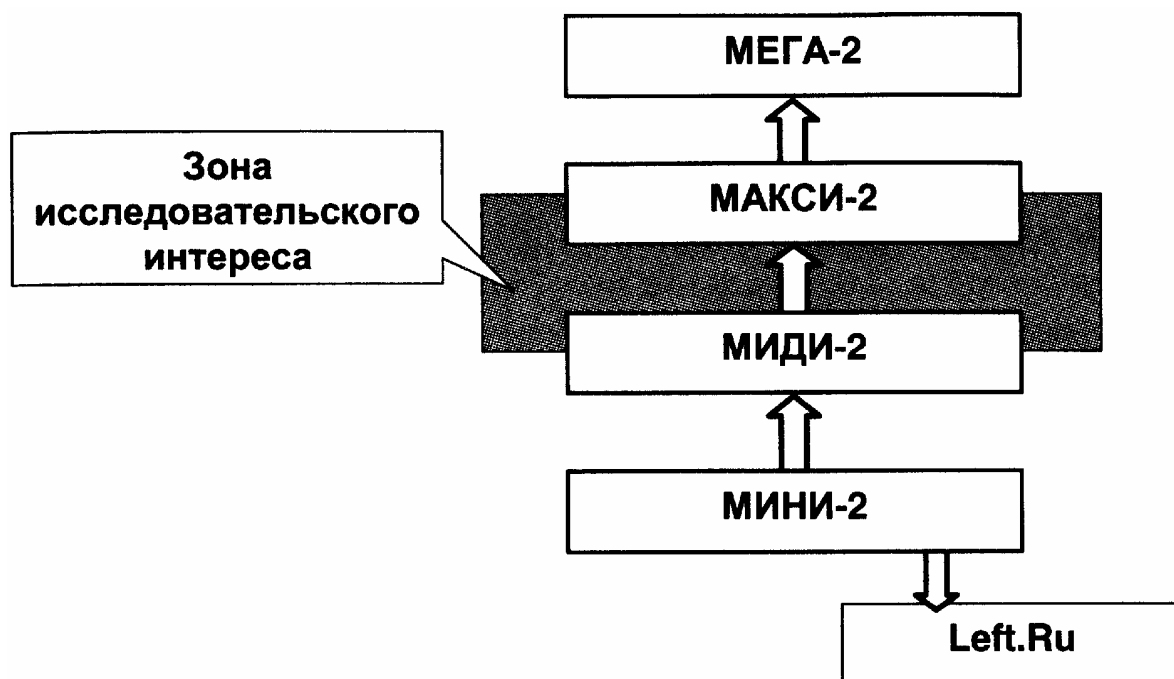 МЕГА-2
Зона
исследовательского
интереса
МАКСИ-2
МИДИ-2
МИНИ-2
Left.Ru